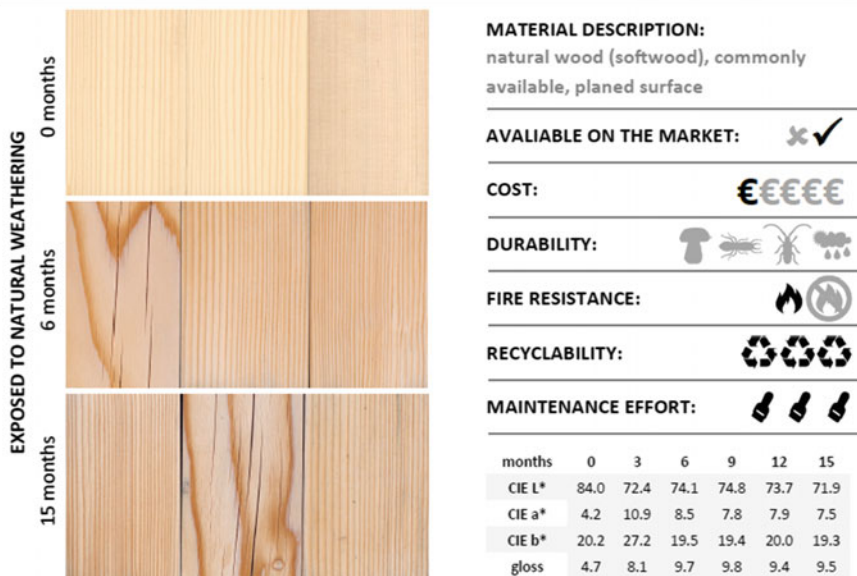 EXPOSED TO NATURAL WEATHERING
0 months
6 months
15 months
MATERIAL DESCRIPTION:
natural wood (softwood), commonly
available, planed surface
AVALIABLE ON THE MARKET:
COST: €€€€€
DURABILITY:
FIRE RESISTANCE:
RECYCLABILITY:
MAINTENANCE EFFORT:
months 0 3 6 9 12 15
CIE L* 84.0 72.4 74.1 74.8 73.7 71.9
CIE a* 4.2 10.9 8.5 7.8 7.9 7.5
CIE b* 20.2 27.2 19.5 19.4 20.0 19.3
gloss 4.7 8.1 9.7 9.8 9.4 9.5